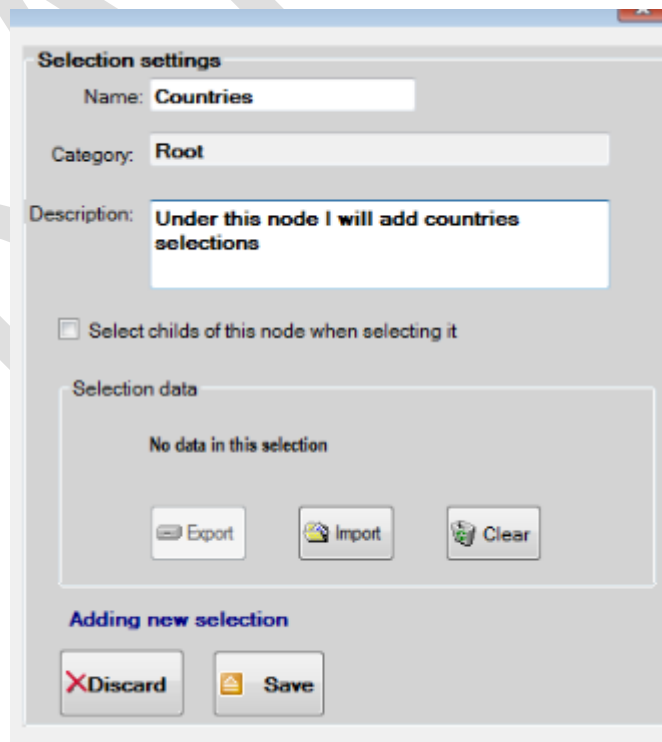 Selection settings
Name: Countries
Category: Root
Description: Under this node I will add countries
selections
Select childs of this node when selecting it
Selection data
No data in this selection
Export Import Clear
Adding new selection
Discard Save